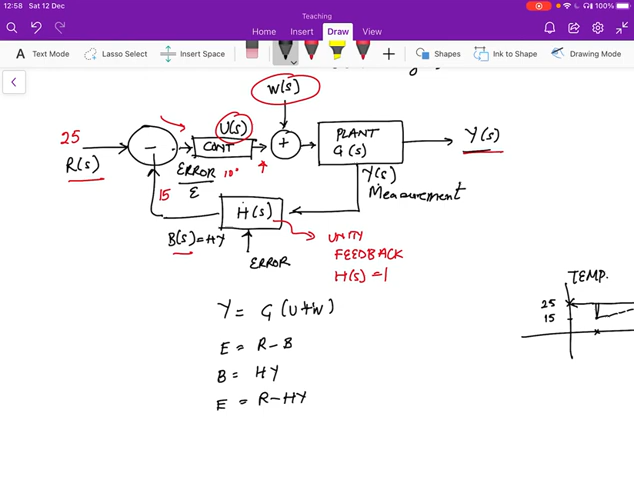 12:58 Sat 12 Dec
Teaching
100%
Home Insert Draw View
Text Mode Lasso Select Insert Space Shapes Ink to Shape Drawing Mode
W(s)
25
R(s)
U(s)
CONT
PLANT
G(s)
Y(s)
ERROR
E
10°
15
Y(s)
Measurement
H(s)
B(s)=HY
ERROR
UNITY
FEEDBACK
H(s)=1
TEMP.
25
15
Y = G(U+W)
E = R-B
B = HY
E = R-HY